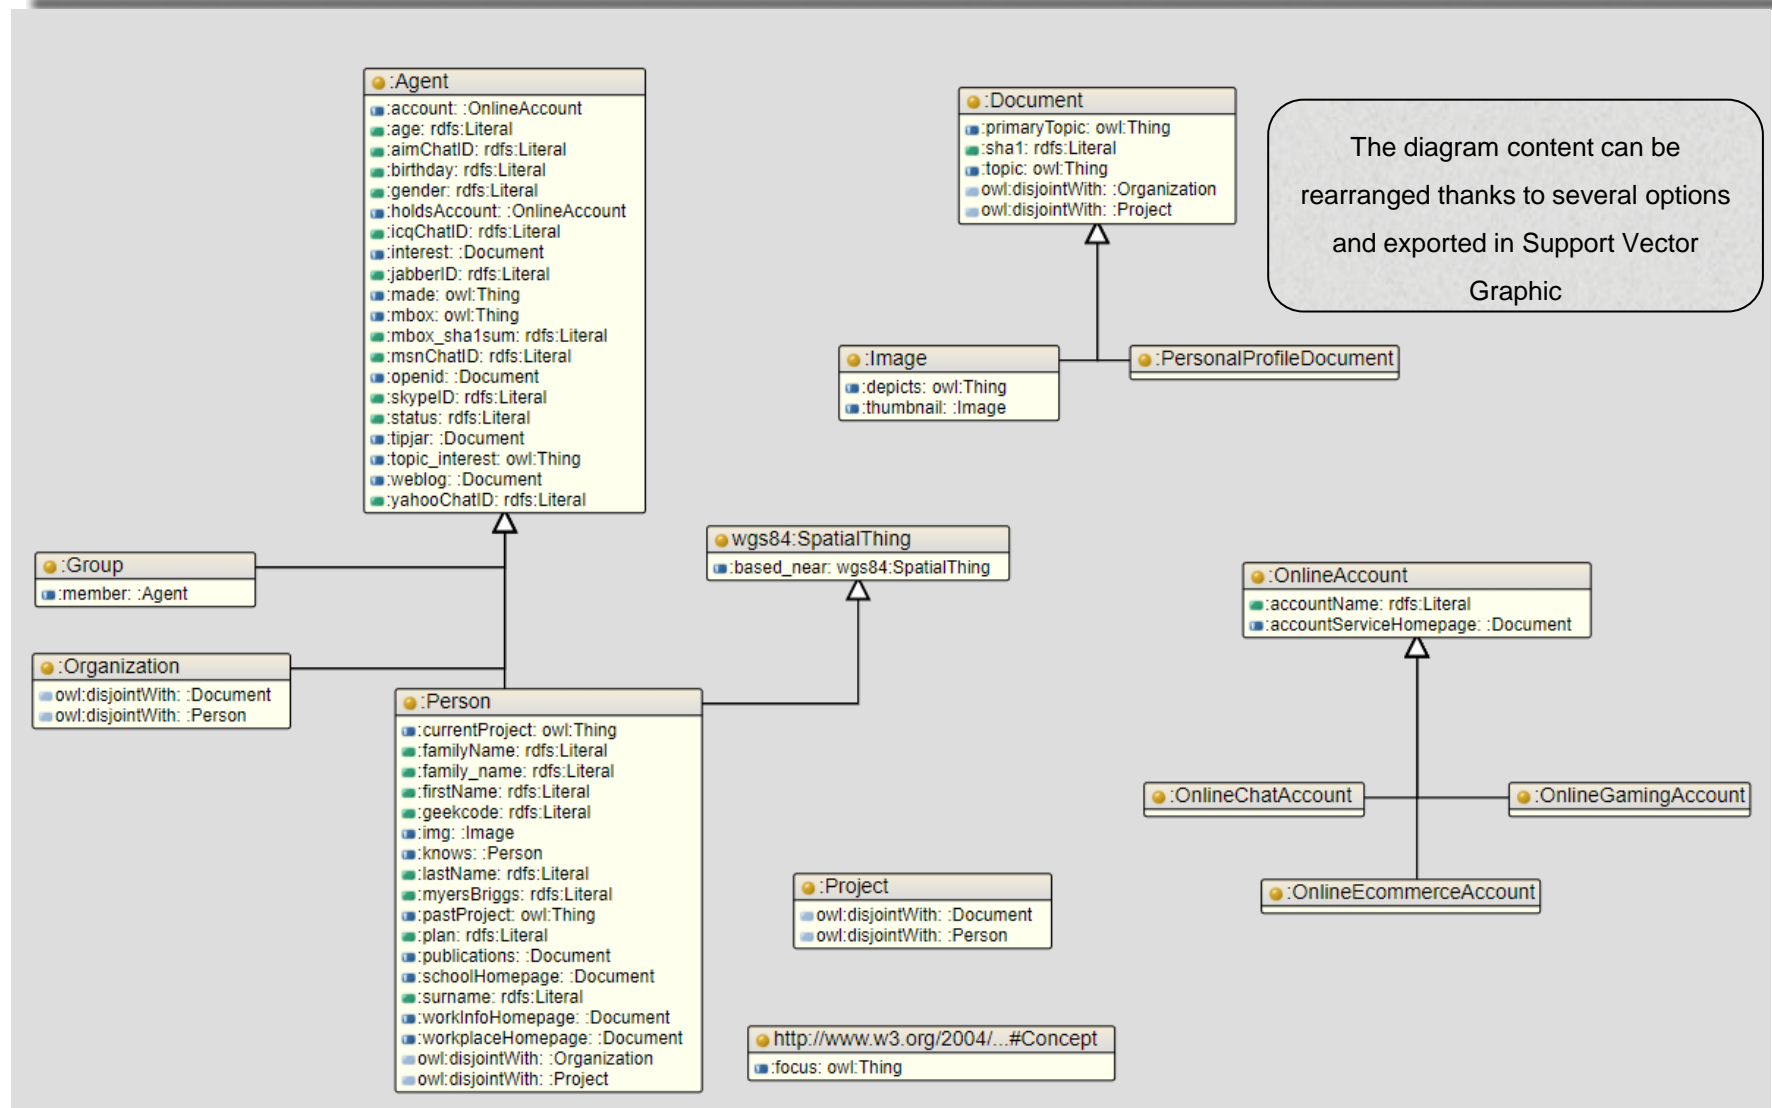 :Agent
:account: :OnlineAccount
:age: rdfs:Literal
:aimChatID: rdfs:Literal
:birthday: rdfs:Literal
:gender: rdfs:Literal
:holdsAccount: :OnlineAccount
:icqChatID: rdfs:Literal
:interest: :Document
:jabberID: rdfs:Literal
:made: owl:Thing
:mbox: owl:Thing
:mbox_sha1sum: rdfs:Literal
:msnChatID: rdfs:Literal
:openid: :Document
:skypeID: rdfs:Literal
:status: rdfs:Literal
:tipjar: :Document
:topic_interest: owl:Thing
:weblog: :Document
:yahooChatID: rdfs:Literal
:Document
:primaryTopic: owl:Thing
:sha1: rdfs:Literal
:topic: owl:Thing
owl:disjointWith: :Organization
owl:disjointWith: :Project
The diagram content can be
rearranged thanks to several options
and exported in Support Vector
Graphic
:Image
:depicts: owl:Thing
:thumbnail: :Image
:PersonalProfileDocument
:Group
:member: :Agent
wgs84:SpatialThing
:based_near: wgs84:SpatialThing
:OnlineAccount
:accountName: rdfs:Literal
:accountServiceHomepage: :Document
:Organization
owl:disjointWith: :Document
owl:disjointWith: :Person
:Person
:currentProject: owl:Thing
:familyName: rdfs:Literal
:family_name: rdfs:Literal
:firstName: rdfs:Literal
:geekcode: rdfs:Literal
:img: :Image
:knows: :Person
:lastName: rdfs:Literal
:myersBriggs: rdfs:Literal
:pastProject: owl:Thing
:plan: rdfs:Literal
:publications: :Document
:schoolHomepage: :Document
:surname: rdfs:Literal
:workInfoHomepage: :Document
:workplaceHomepage: :Document
owl:disjointWith: :Organization
owl:disjointWith: :Project
:OnlineChatAccount
:OnlineGamingAccount
:OnlineEcommerceAccount
:Project
owl:disjointWith: :Document
owl:disjointWith: :Person
http://www.w3.org/2004/...#Concept
:focus: owl:Thing